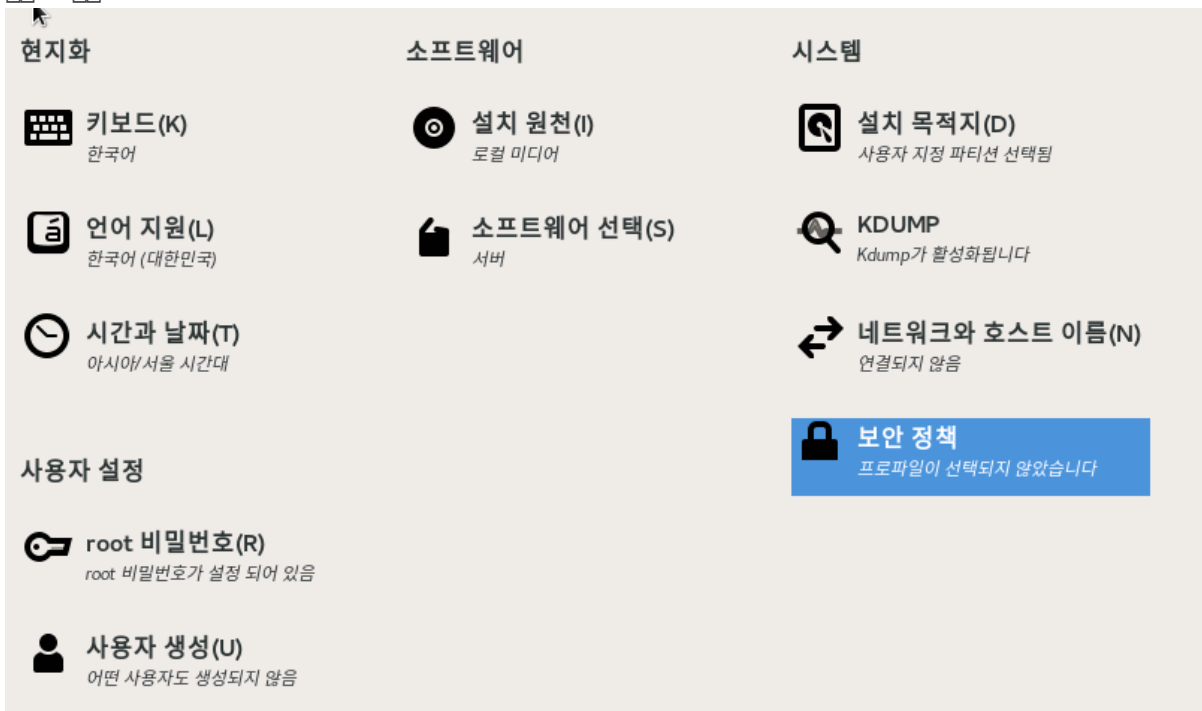 현지화
키보드(K)
한국어
언어 지원(L)
한국어 (대한민국)
시간과 날짜(T)
아시아/서울 시간대
사용자 설정
root 비밀번호(R)
root 비밀번호가 설정 되어 있음
사용자 생성(U)
어떤 사용자도 생성되지 않음
소프트웨어
설치 원천(I)
로컬 미디어
소프트웨어 선택(S)
서버
시스템
설치 목적지(D)
사용자 지정 파티션 선택됨
KDUMP
Kdump가 활성화됩니다
네트워크와 호스트 이름(N)
연결되지 않음
보안 정책
프로파일이 선택되지 않았습니다